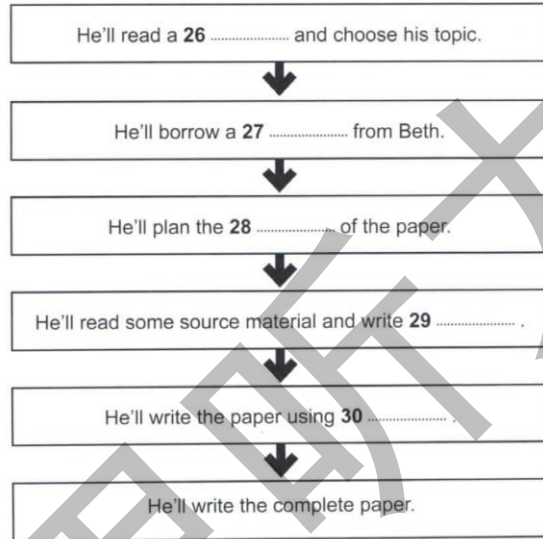 He'll read a 26 .................... and choose his topic.
He'll borrow a 27 .................... from Beth.
He'll plan the 28 .................... of the paper.
He'll read some source material and write 29 .................... .
He'll write the paper using 30 .................... .
He'll write the complete paper.